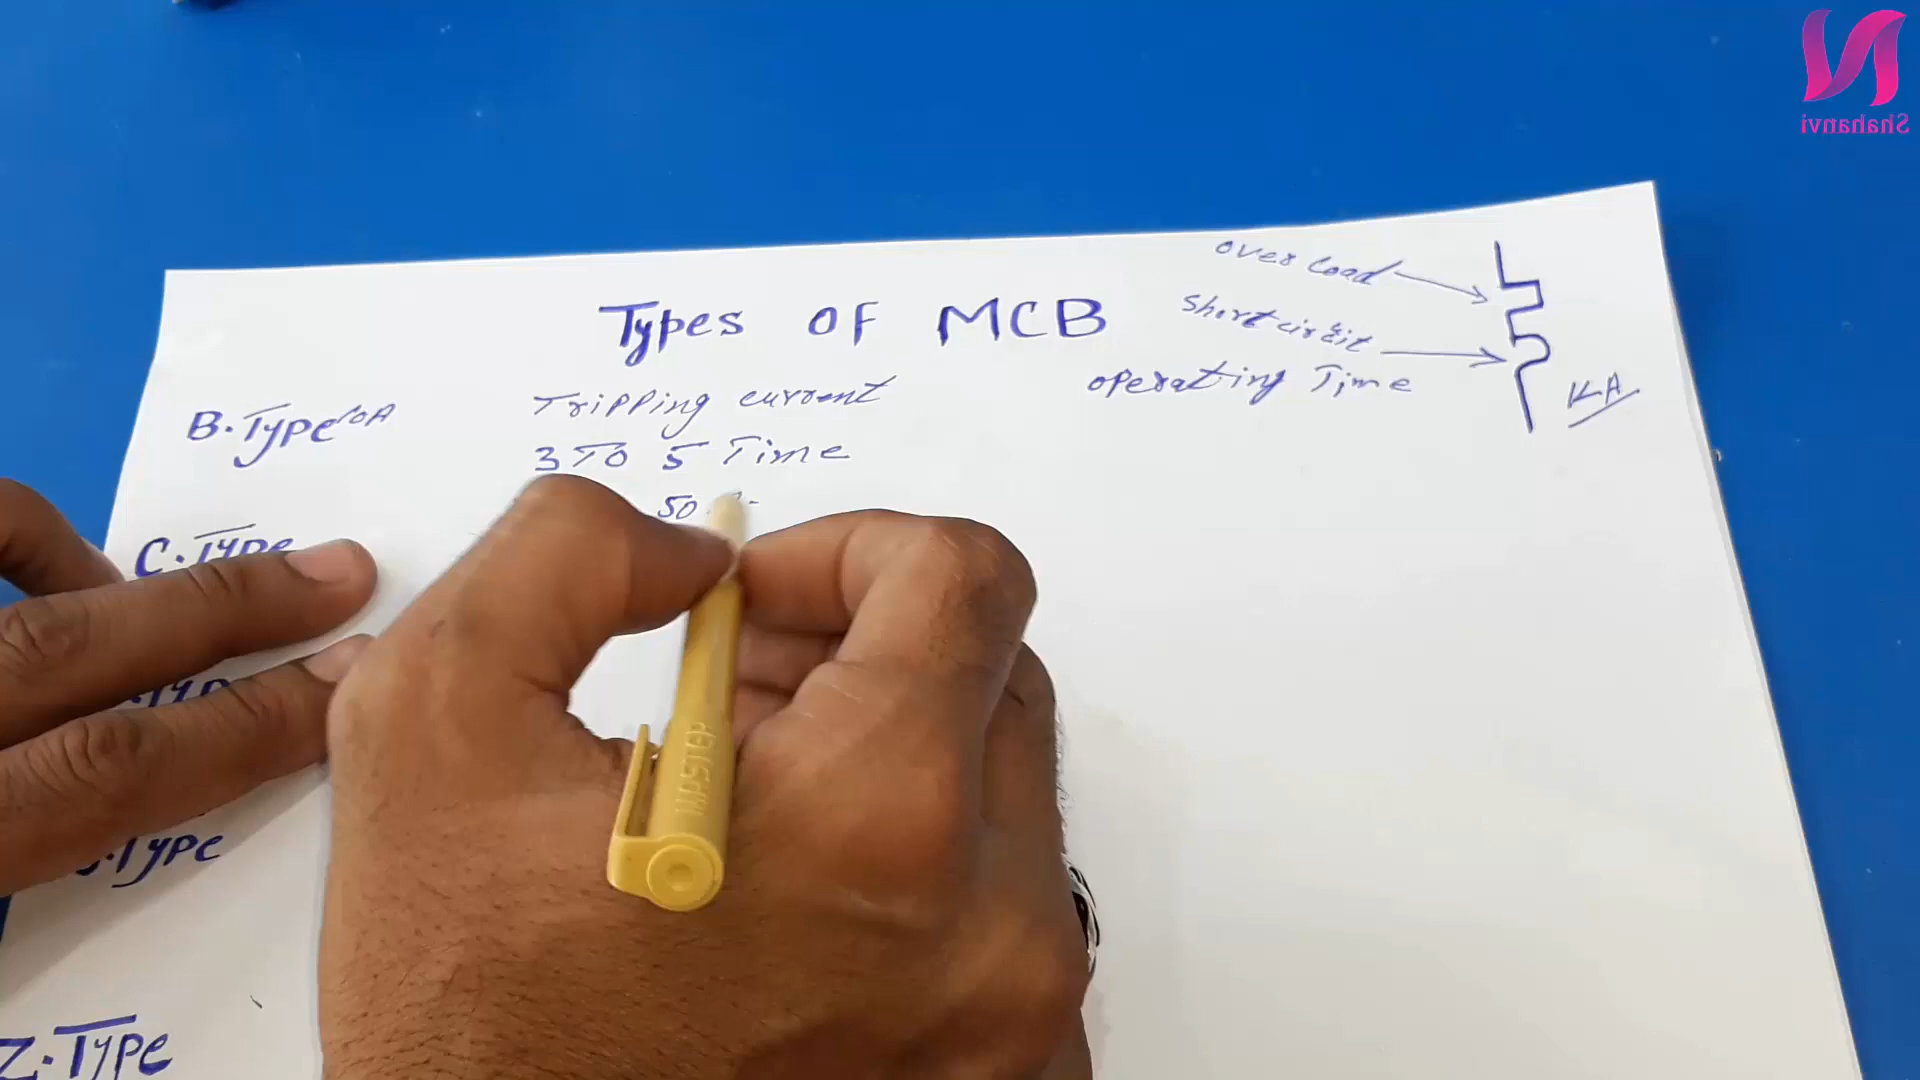 Shahanvi
over load
Types OF MCB
short circuit
operating Time
KA
Tripping current
B.Type 10A
3 TO 5 Time
50
C.Type
.Type
Z.Type
MASTER